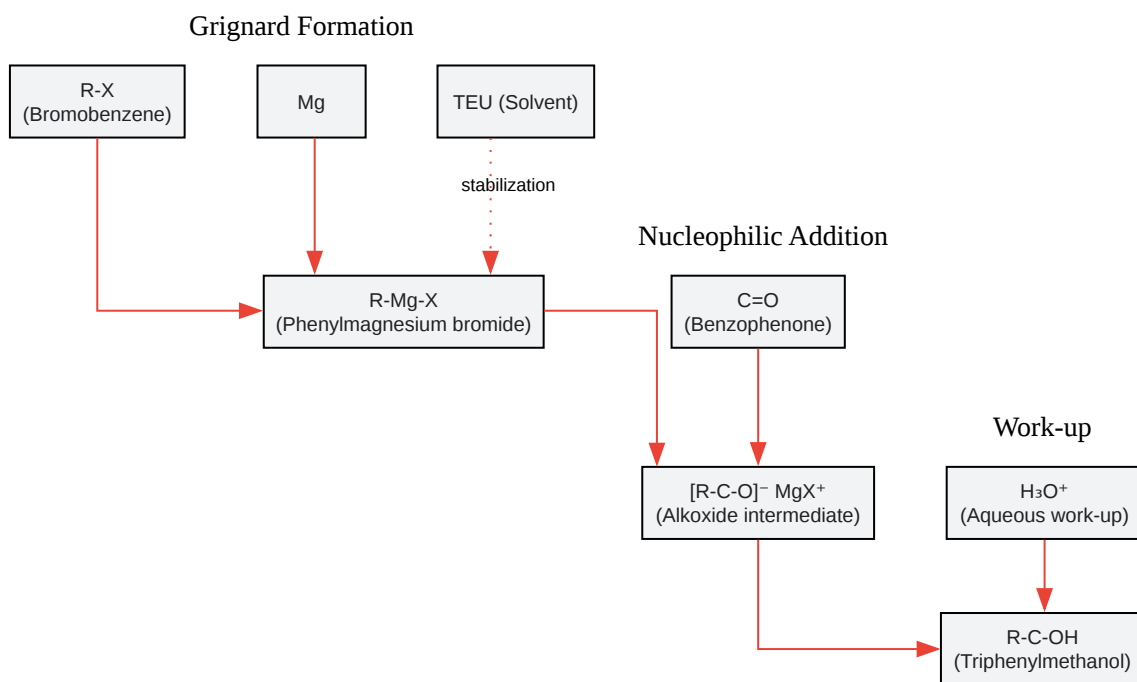 Grignard Formation
R-X
(Bromobenzene)
Mg
TEU (Solvent)
stabilization
Nucleophilic Addition
R-Mg-X
(Phenylmagnesium bromide)
C=O
(Benzophenone)
Work-up
[R-C-O]⁻ MgX⁺
(Alkoxide intermediate)
H₃O⁺
(Aqueous work-up)
R-C-OH
(Triphenylmethanol)